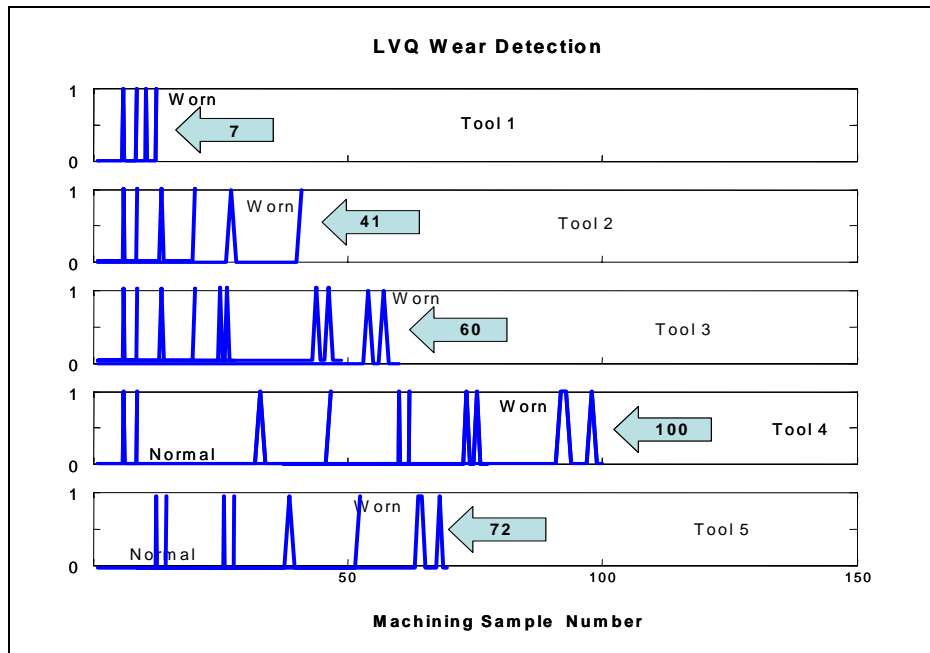 LVQ Wear Detection
1
Worn
7
Tool 1
0
1
Worn
41
Tool 2
0
1
Worn
60
Tool 3
0
1
Worn
100
Tool 4
Normal
0
1
Worn
72
Tool 5
Normal
0
50
100
150
Machining Sample Number